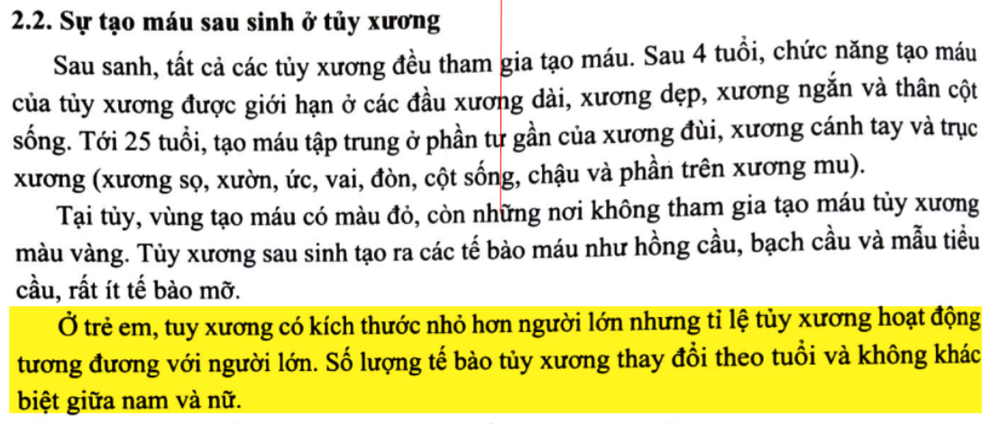 2.2. Sự tạo máu sau sinh ở tủy xương
Sau sanh, tất cả các tủy xương đều tham gia tạo máu. Sau 4 tuổi, chức năng tạo máu
của tủy xương được giới hạn ở các đầu xương dài, xương dẹp, xương ngắn và thân cột
sống. Tới 25 tuổi, tạo máu tập trung ở phần tư gần của xương đùi, xương cánh tay và trục
xương (xương sọ, xườn, ức, vai, đòn, cột sống, chậu và phần trên xương mu).
Tại tủy, vùng tạo máu có màu đỏ, còn những nơi không tham gia tạo máu tủy xương
màu vàng. Tủy xương sau sinh tạo ra các tế bào máu như hồng cầu, bạch cầu và mẫu tiểu
cầu, rất ít tế bào mỡ.
Ở trẻ em, tuy xương có kích thước nhỏ hơn người lớn nhưng tỉ lệ tủy xương hoạt động
tương đương với người lớn. Số lượng tế bào tủy xương thay đổi theo tuổi và không khác
biệt giữa nam và nữ.